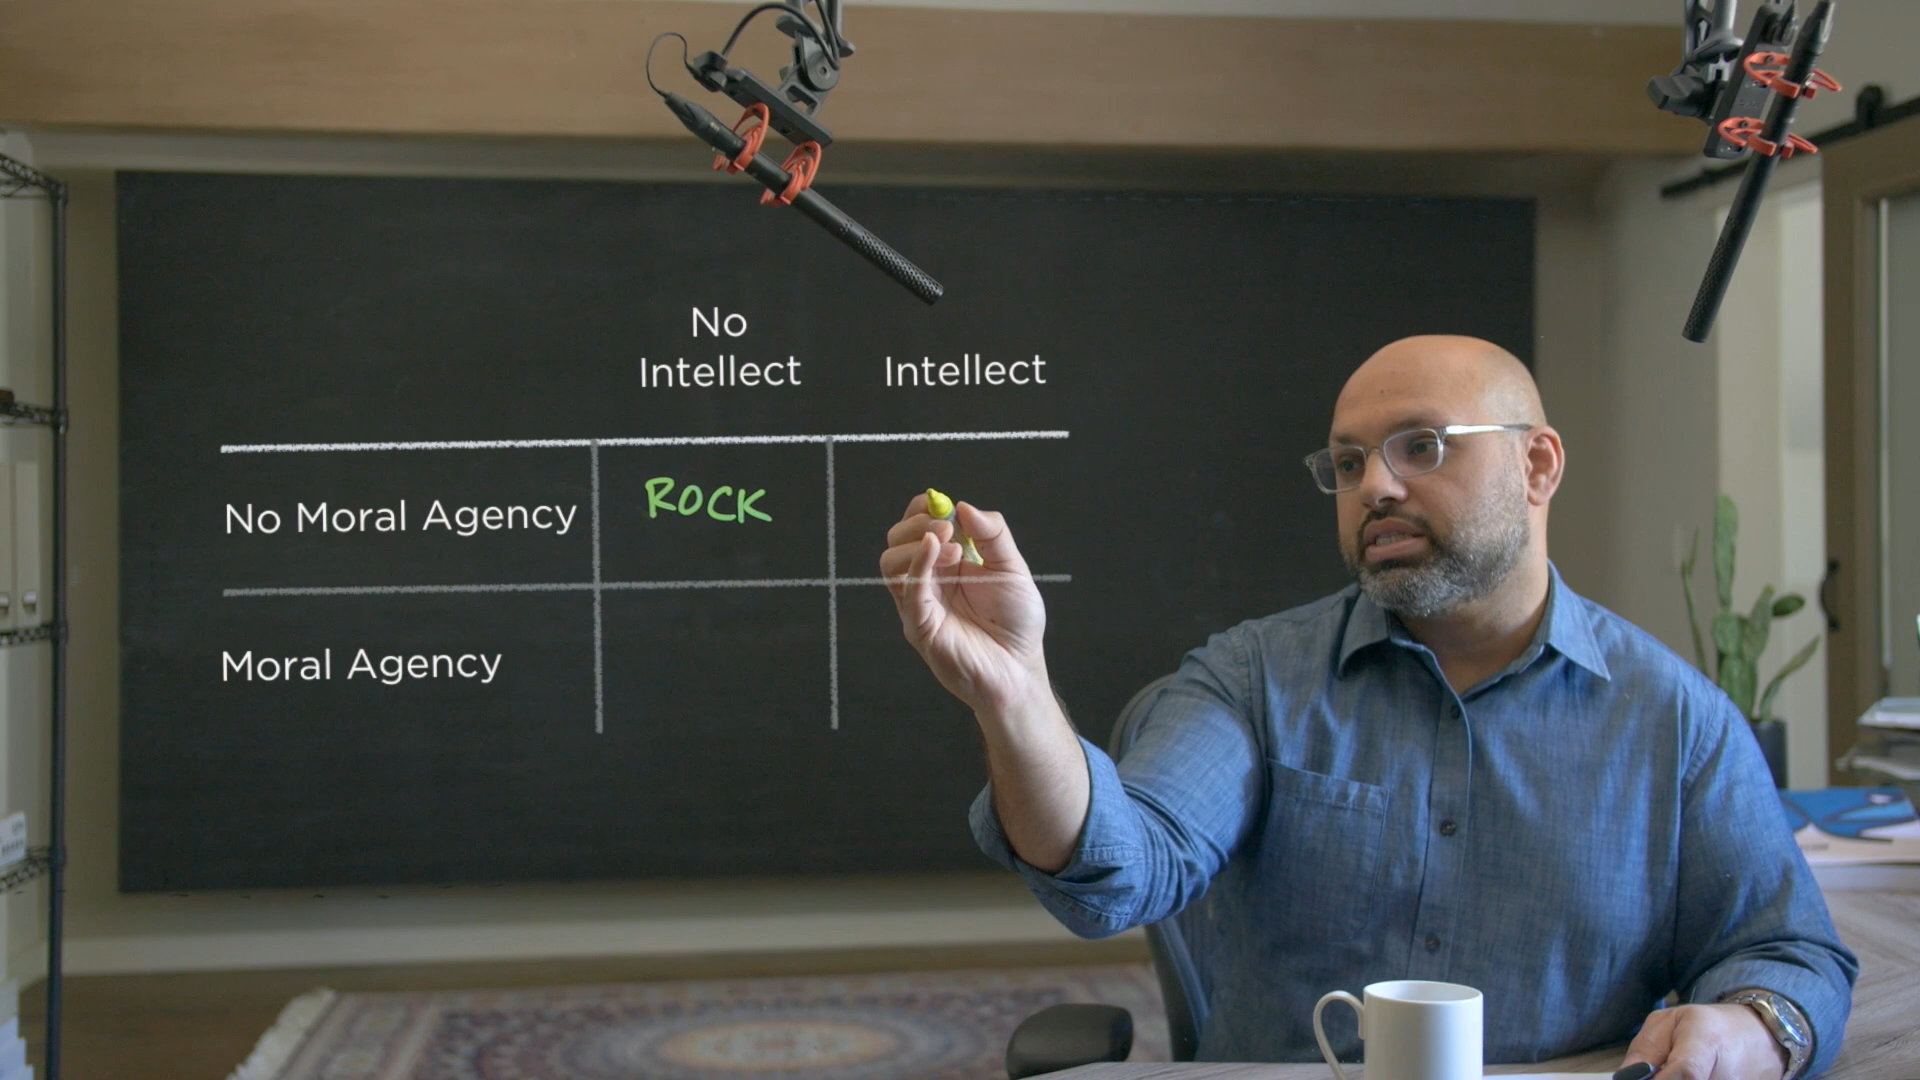 No
Intellect
Intellect
No Moral Agency
ROCK
Moral Agency